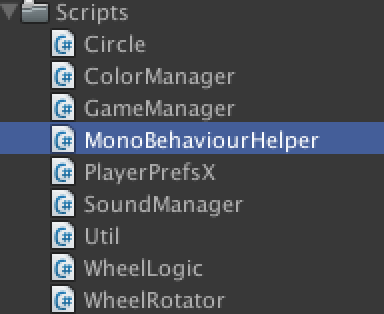 Scripts
Circle
ColorManager
GameManager
MonoBehaviourHelper
PlayerPrefsX
SoundManager
Util
WheelLogic
WheelRotator